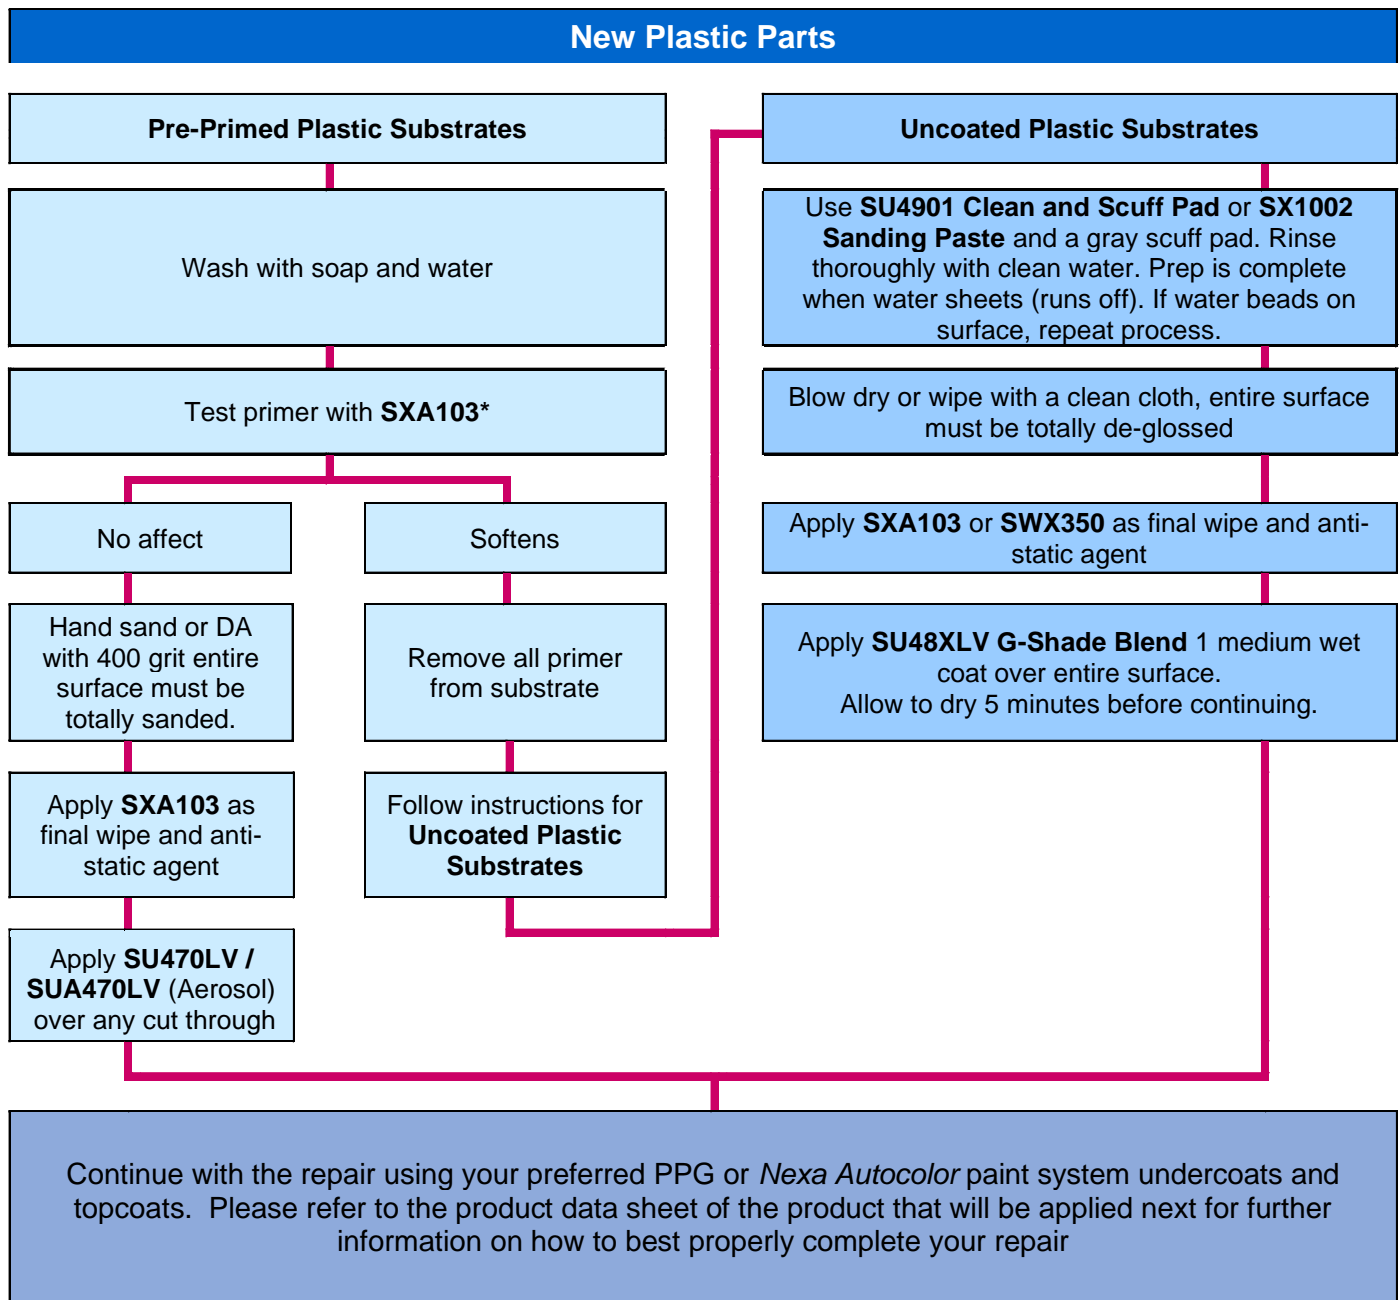 New Plastic Parts
Pre-Primed Plastic Substrates
Wash with soap and water
Test primer with SXA103*
No affect
Hand sand or DA
with 400 grit entire
surface must be
totally sanded.
Apply SXA103 as
final wipe and anti-
static agent
Apply SU470LV /
SUA470LV (Aerosol)
over any cut through
Softens
Remove all primer
from substrate
Follow instructions for
Uncoated Plastic
Substrates
Uncoated Plastic Substrates
Use SU4901 Clean and Scuff Pad or SX1002
Sanding Paste and a gray scuff pad. Rinse
thoroughly with clean water. Prep is complete
when water sheets (runs off). If water beads on
surface, repeat process.
Blow dry or wipe with a clean cloth, entire surface
must be totally de-glossed
Apply SXA103 or SWX350 as final wipe and anti-
static agent
Apply SU48XLV G-Shade Blend 1 medium wet
coat over entire surface.
Allow to dry 5 minutes before continuing.
Continue with the repair using your preferred PPG or Nexa Autocolor paint system undercoats and
topcoats. Please refer to the product data sheet of the product that will be applied next for further
information on how to best properly complete your repair